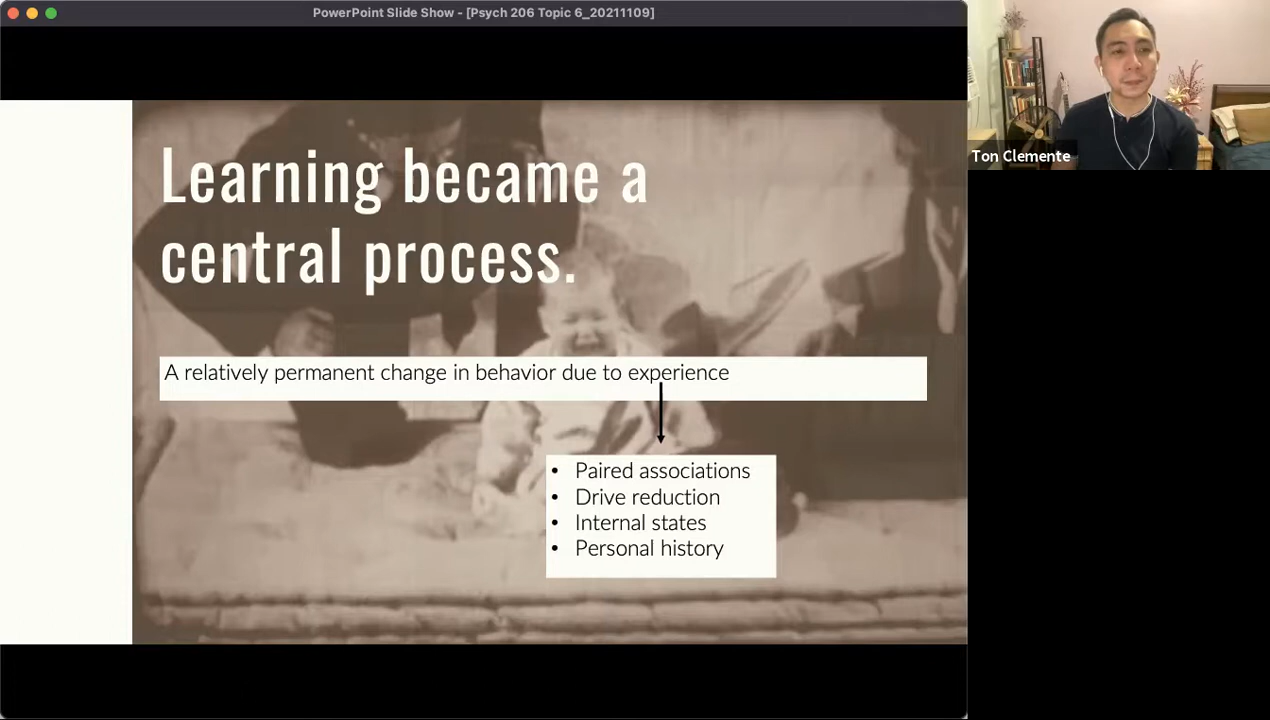 PowerPoint Slide Show - [Psych 206 Topic 6_20211109]
Ton Clemente
Learning became a
central process.
A relatively permanent change in behavior due to experience
• Paired associations
• Drive reduction
• Internal states
• Personal history